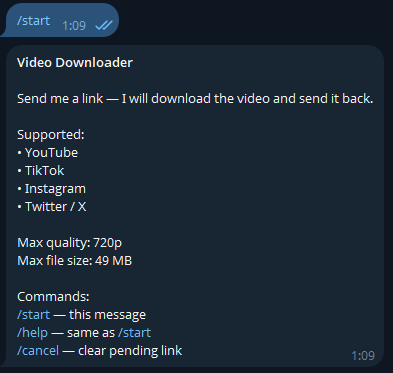 /start 1:09
Video Downloader
Send me a link — I will download the video and send it back.
Supported:
• YouTube
• TikTok
• Instagram
• Twitter / X
Max quality: 720p
Max file size: 49 MB
Commands:
/start — this message
/help — same as /start
/cancel — clear pending link
1:09